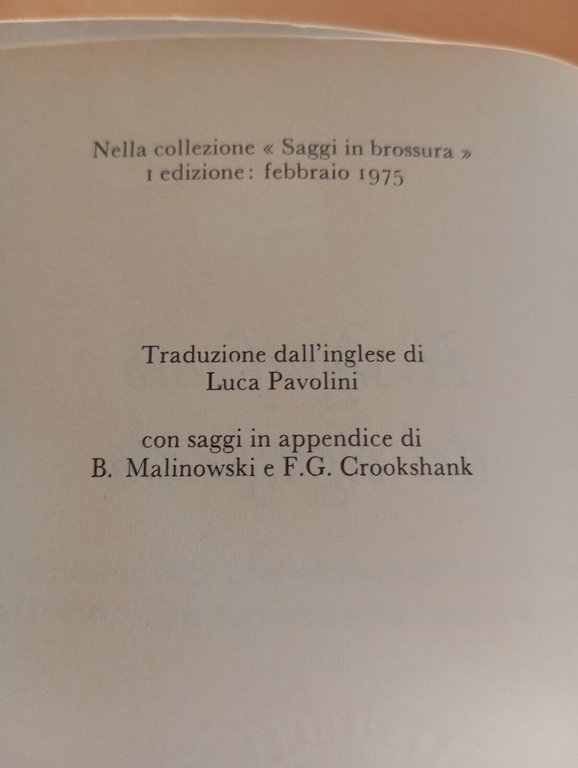 Nella collezione « Saggi in brossura »
1 edizione: febbraio 1975
Traduzione dall'inglese di
Luca Pavolini
con saggi in appendice di
B. Malinowski e F.G. Crookshank